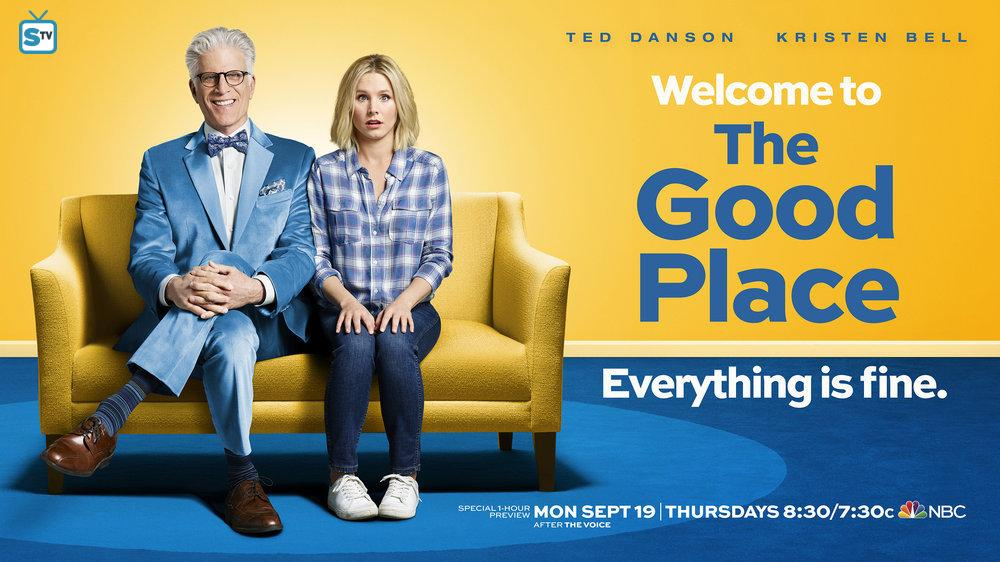 STV
TED DANSON KRISTEN BELL
Welcome to
The
Good
Place
Everything is fine.
SPECIAL 1-HOUR
PREVIEW
MON SEPT 19 | THURSDAYS 8:30/7:30c NBC
AFTER THE VOICE